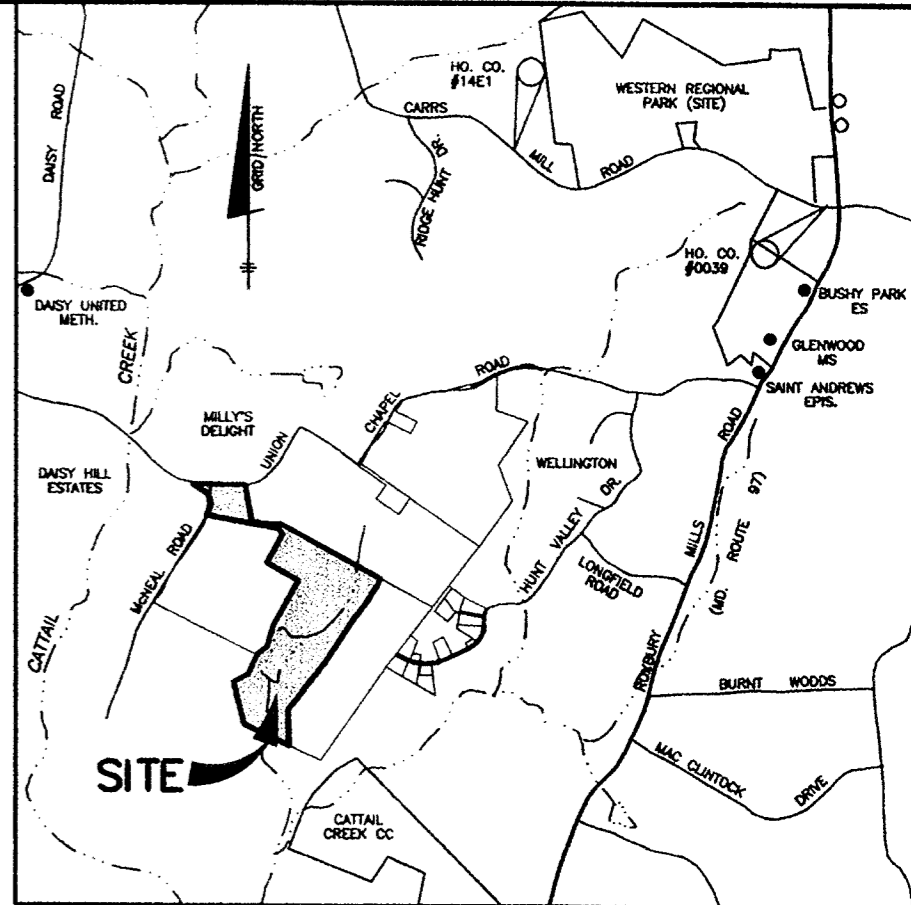 DAISY ROAD
GRID/NORTH
HO. CO.
#14E1
WESTERN REGIONAL
PARK (SITE)
CARRS MILL ROAD
RIDGE HUNT DR.
HO. CO.
#0039
BUSHY PARK
ES
GLENWOOD
MS
SAINT ANDREWS
EPIS.
DAISY UNITED
METH.
CATTAIL CREEK
MILLY'S
DELIGHT
UNION CHAPEL ROAD
DAISY HILL
ESTATES
McNEAL ROAD
WELLINGTON
HUNT VALLEY DR.
LONGFIELD
ROAD
ROXBURY MILLS ROAD
(MD. ROUTE 97)
BURNT WOODS
MAC CLINTOCK DRIVE
SITE
CATTAIL
CREEK CC